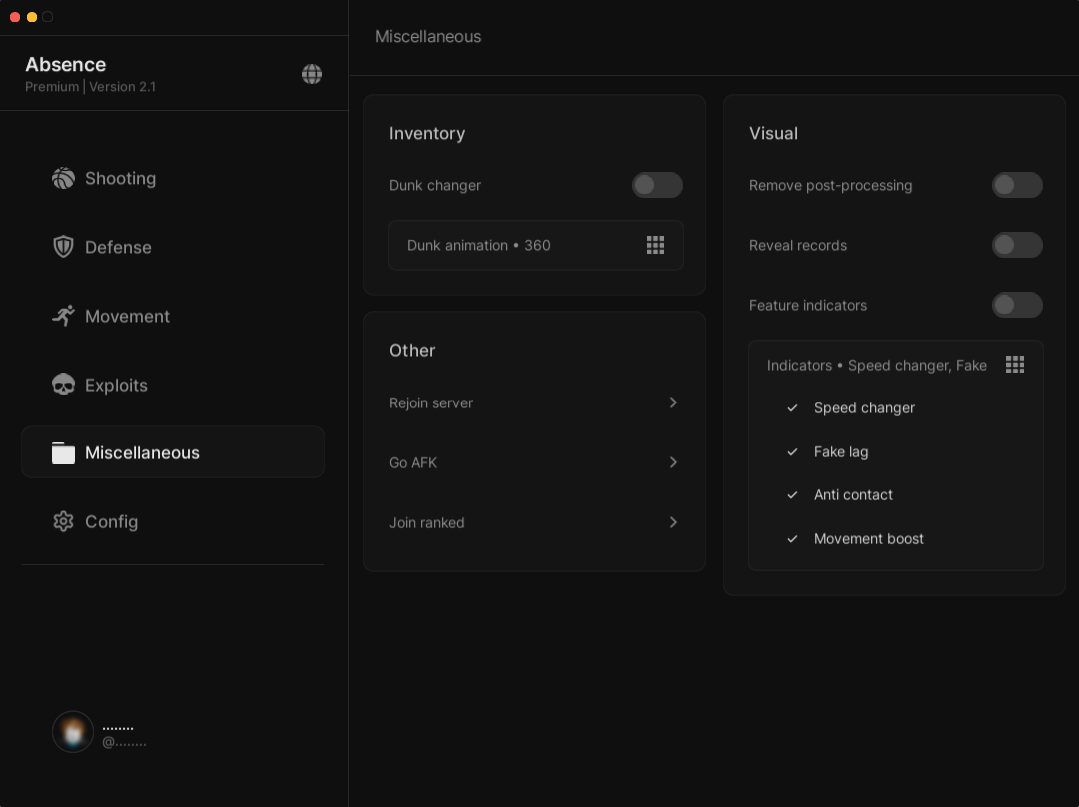 Absence
Premium | Version 2.1
Shooting
Defense
Movement
Exploits
Miscellaneous
Config
........
@........
Miscellaneous
Inventory
Dunk changer
Dunk animation • 360
Other
Rejoin server
Go AFK
Join ranked
Visual
Remove post-processing
Reveal records
Feature indicators
Indicators • Speed changer, Fake
Speed changer
Fake lag
Anti contact
Movement boost